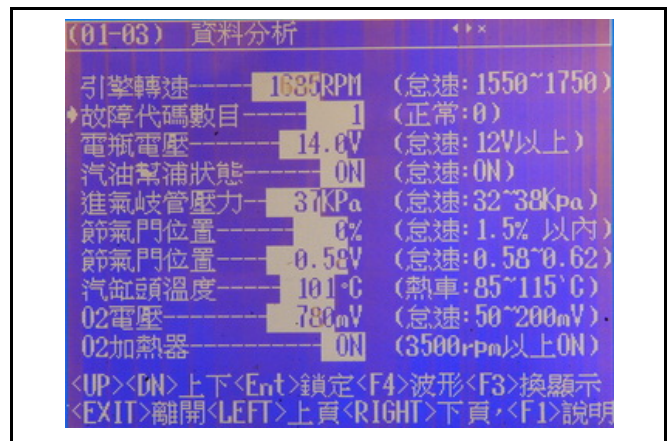 (01-03) 資料分析
引擎轉速------1685RPM (怠速:1550~1750)
故障代碼數目----1 (正常:0)
電瓶電壓-------14.0V (怠速:12V以上)
汽油幫浦狀態--ON (怠速:ON)
進氣岐管壓力--37KPa (怠速:32~38Kpa)
節氣門位置-----0% (怠速:1.5% 以內)
節氣門位置----0.58V (怠速:0.58~0.62)
汽缸頭溫度----101°C (熱車:85~115`C)
O2電壓--------780mV (怠速:50~200mV).
O2加熱器--------ON (3500rpm以上ON)
<UP><DN>上下<Ent>鎖定<F4>波形<F3>換顯示
<EXIT>離開<LEFT>上頁<RIGHT>下頁,<F1>說明